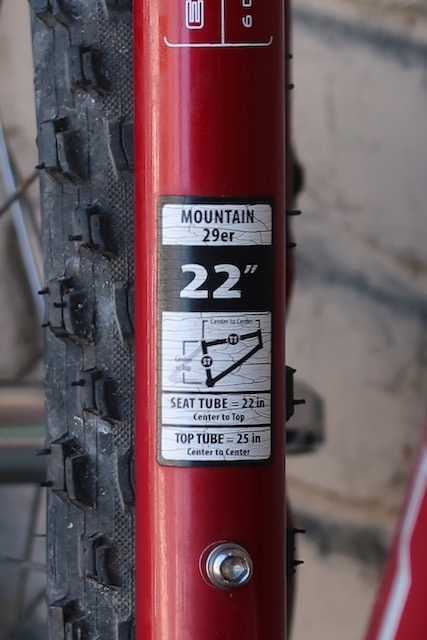 MOUNTAIN
29er
22"
Center to Center
TT
Center
to Top
ST
SEAT TUBE = 22 in
Center to Top
TOP TUBE = 25 in
Center to Center